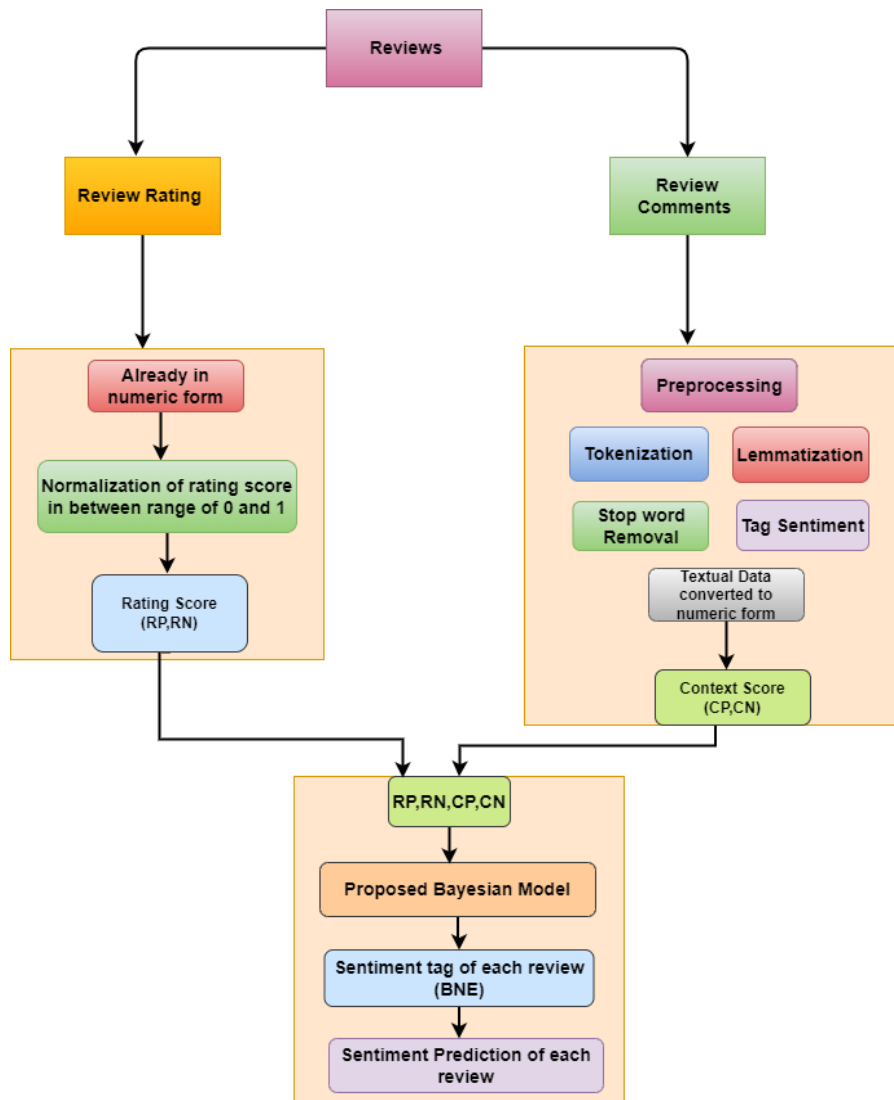 Reviews
Review Rating
Review
Comments
Already in
numeric form
Normalization of rating score
in between range of 0 and 1
Rating Score
(RP,RN)
Preprocessing
Tokenization
Lemmatization
Stop word
Removal
Tag Sentiment
Textual Data
converted to
numeric form
Context Score
(CP,CN)
RP,RN,CP,CN
Proposed Bayesian Model
Sentiment tag of each review
(BNE)
Sentiment Prediction of each
review